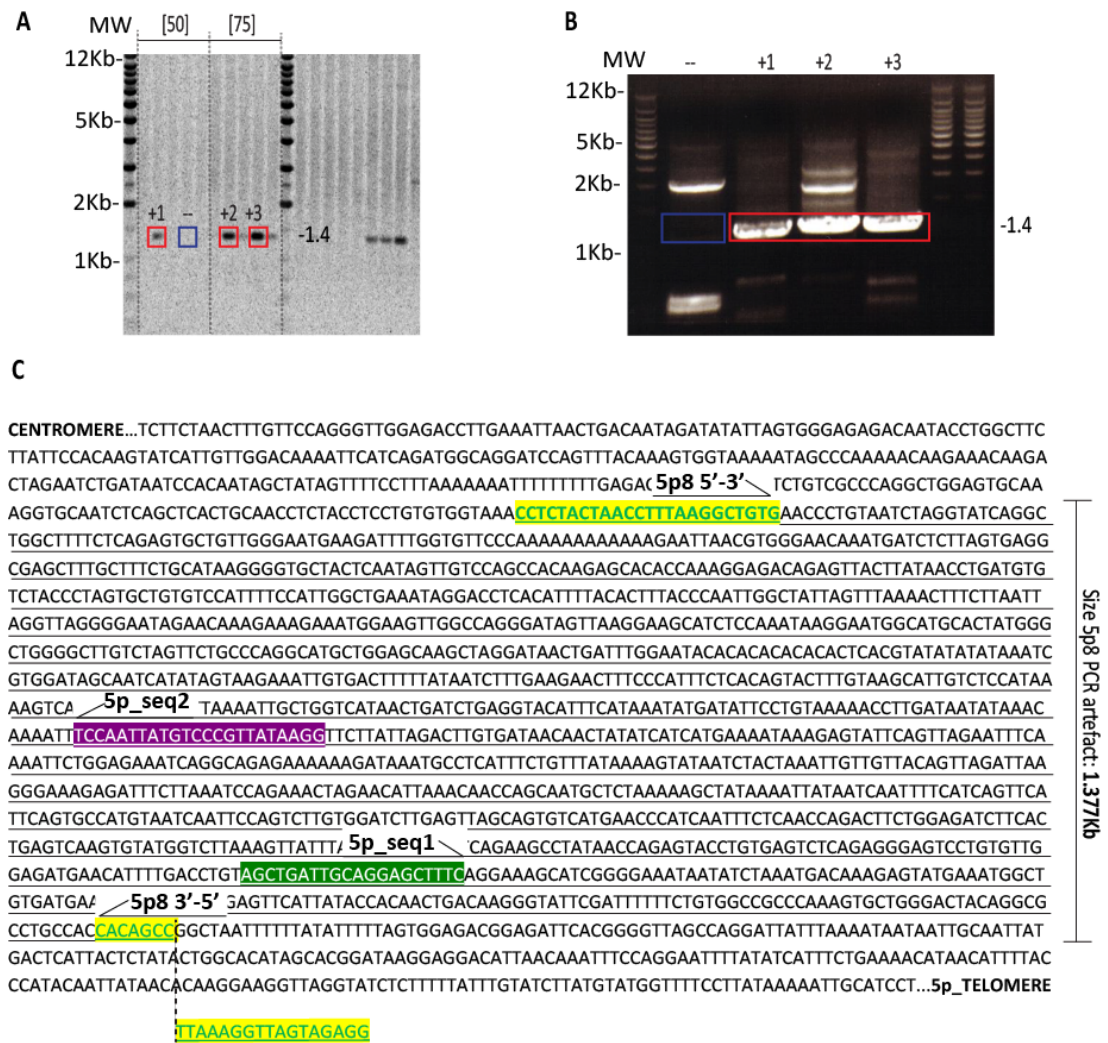 A
MW [50] [75]
12Kb-
5Kb-
2Kb-
+1 -- +2 +3
-1.4
1Kb-
B
MW -- +1 +2 +3
12Kb-
5Kb-
2Kb-
-1.4
1Kb-
C
CENTROMERE...TCTTCTAACTTTGTTCCAGGGTTGGAGACCTTGAAATTAACTGACAATAGATATATTAGTGGGAGAGACAATACCTGGCTTC
TTATTCCACAAGTATCATTGTTGGACAAAATTCATCAGATGGCAGGATCCAGTTTACAAAGTGGTAAAAATAGCCCAAAAACAAGAAACAAGA
CTAGAATCTGATAATCCACAATAGCTATAGTTTTCCTTTAAAAAAATTTTTTTTTGAGAC 5p8 5’-3’ TCTGTCGCCCAGGCTGGAGTGCAA
AGGTGCAATCTCAGCTCACTGCAACCTCTACCTCCTGTGTGGTAAACCTCTACTAACCTTTAAGGCTGTGAACCCTGTAATCTAGGTATCAGGC
TGGCTTTTCTCAGAGTGCTGTTGGGAATGAAGATTTTGGTGTTCCCAAAAAAAAAAAAAGAATTAACGTGGGAACAAATGATCTCTTAGTGAGG
CGAGCTTTGCTTTCTGCATAAGGGGTGCTACTCAATAGTTGTCCAGCCACAAGAGCACACCAAAGGAGACAGAGTTACTTATAACCTGATGTG
TCTACCCTAGTGCTGTGTCCATTTTCCATTGGCTGAAATAGGACCTCACATTTTACACTTTACCCAATTGGCTATTAGTTTAAAACTTTCTTAATT
AGGTTAGGGGAATAGAACAAAGAAAGAAATGGAAGTTGGCCAGGGATAGTTAAGGAAGCATCTCCAAATAAGGAATGGCATGCACTATGGG
CTGGGGCTTGTCTAGTTCTGCCCAGGCATGCTGGAGCAAGCTAGGATAACTGATTTGGAATACACACACACACACTCACGTATATATATAAATC
GTGGATAGCAATCATATAGTAAGAAATTGTGACTTTTTATAATCTTTGAAGAACTTTCCCATTTCTCACAGTACTTTGTAAGCATTGTCTCCATAA
AAGTCA 5p_seq2 TAAAATTGCTGGTCATAACTGATCTGAGGTACATTTCATAAATATGATATTCCTGTAAAAACCTTGATAATATAAAC
AAAATTTCCAATTATGTCCCGTTATAAGGTTCTTATTAGACTTGTGATAACAACTATATCATCATGAAAATAAAGAGTATTCAGTTAGAATTTCA
AAATTCTGGAGAAATCAGGCAGAGAAAAAAGATAAATGCCTCATTTCTGTTTATAAAAGTATAATCTACTAAATTGTTGTTACAGTTAGATTAA
GGGAAAGAGATTTCTTAAATCCAGAAACTAGAACATTAAACAACCAGCAATGCTCTAAAAAGCTATAAAATTATAATCAATTTTCATCAGTTCA
TTCAGTGCCATGTAATCAATTCCAGTCTTGTGGATCTTGAGTTAGCAGTGTCATGAACCCATCAATTTCTCAACCAGACTTCTGGAGATCTTCAC
TGAGTCAAGTGTATGGTCTTAAAGTTATTTA 5p_seq1 CAGAAGCCTATAACCAGAGTACCTGTGAGTCTCAGAGGGAGTCCTGTGTTG
GAGATGAACATTTTGACCTGTAGCTGATTGCAGGAGCTTTCAGGAAAGCATCGGGGAAATAATATCTAAATGACAAAGAGTATGAAATGGCT
GTGATGAA 5p8 3’-5’ GAGTTCATTATACCACAACTGACAAGGGTATTCGATTTTTTCTGTGGCCGCCCAAAGTGCTGGGACTACAGGCG
CCTGCCACCACAGCCGGCTAATTTTTTATATTTTTAGTGGAGACGGAGATTCACGGGGTTAGCCAGGATTATTTAAAATAATAATTGCAATTAT
GACTCATTACTCTATACTGGCACATAGCACGGATAAGGAGGACATTAACAAATTTCCAGGAATTTTATATCATTTCTGAAAACATAACATTTTAC
CCATACAATTATAACACAAGGAAGGTTAGGTATCTCTTTTTATTTGTATCTTATGTATGGTTTTCCTTATAAAAATTGCATCCT...5p_TELOMERE
TTAAAGGTTAGTAGAGG
Size 5p8 PCR artefact: 1.377Kb